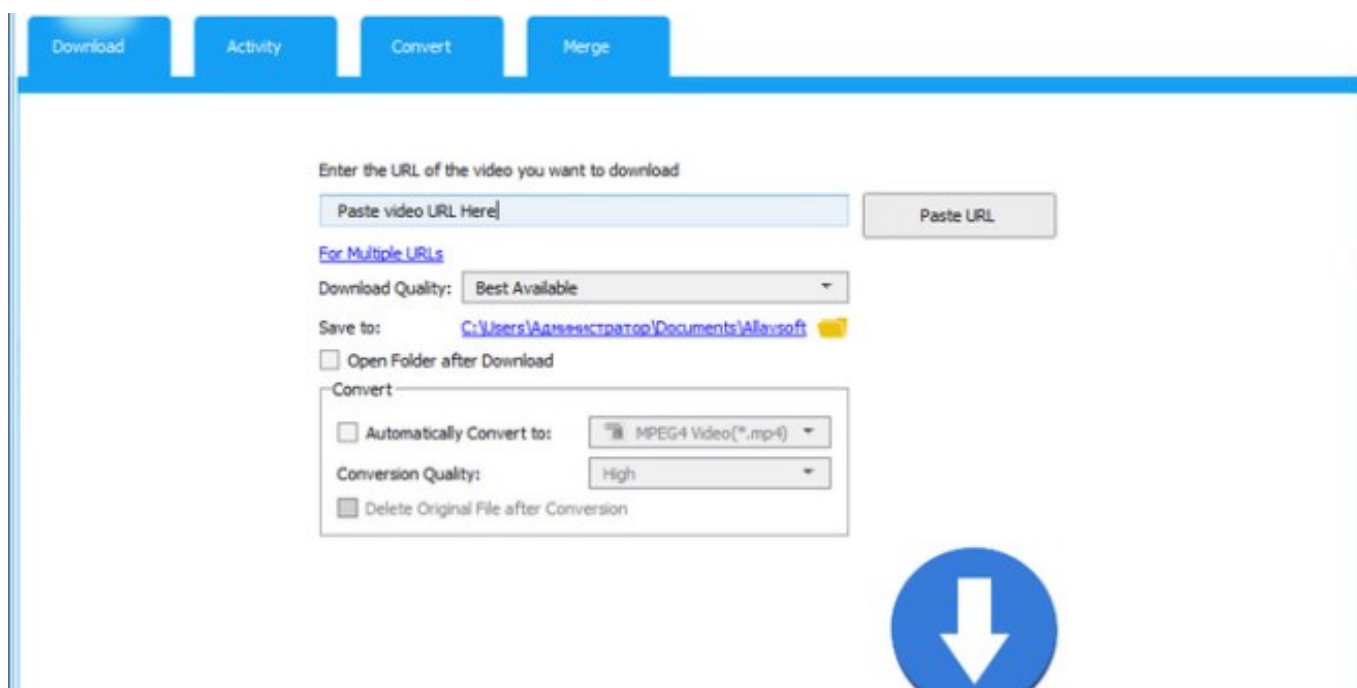 Download Activity Convert Merge
Enter the URL of the video you want to download
Paste video URL Here Paste URL
For Multiple URLs
Download Quality: Best Available
Save to: C:\Users\Администратор\Documents\Allavsoft
Open Folder after Download
Convert
Automatically Convert to: MPEG4 Video(*.mp4)
Conversion Quality: High
Delete Original File after Conversion